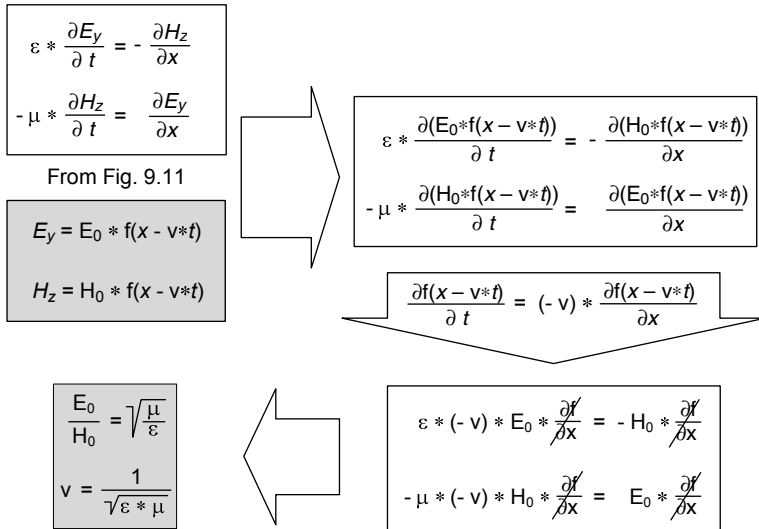 ε * ∂E_y/∂ t = - ∂H_z/∂x
- μ * ∂H_z/∂ t = ∂E_y/∂x
From Fig. 9.11
E_y = E_0 * f(x - v*t)
H_z = H_0 * f(x - v*t)
ε * ∂(E_0*f(x – v*t))/∂ t = - ∂(H_0*f(x – v*t))/∂x
- μ * ∂(H_0*f(x – v*t))/∂ t = ∂(E_0*f(x – v*t))/∂x
∂f(x – v*t)/∂ t = (- v) * ∂f(x – v*t)/∂x
ε * (- v) * E_0 * ∂f/∂x = - H_0 * ∂f/∂x
- μ * (- v) * H_0 * ∂f/∂x = E_0 * ∂f/∂x
E_0/H_0 = √(μ/ε)
v = 1/√(ε * μ)